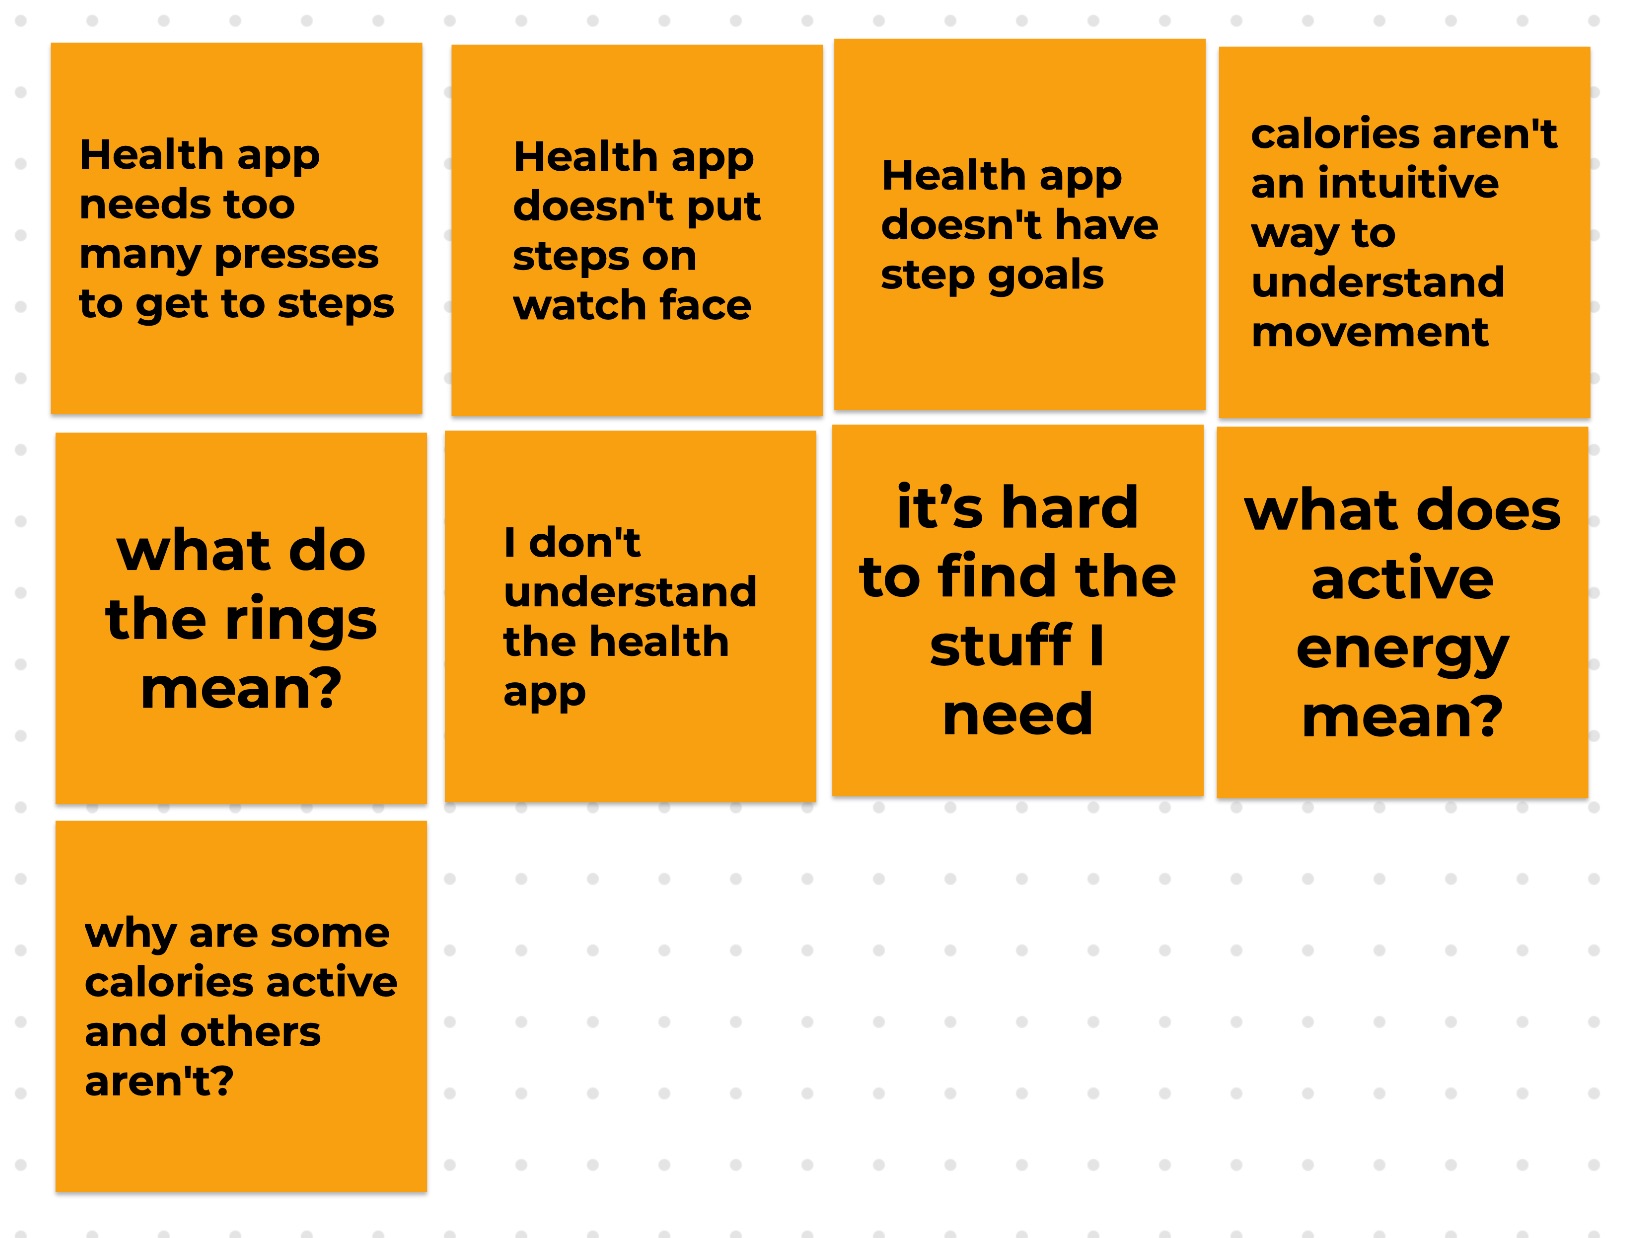 Health app
needs too
many presses
to get to steps
Health app
doesn't put
steps on
watch face
Health app
doesn't have
step goals
calories aren't
an intuitive
way to
understand
movement
what do
the rings
mean?
I don't
understand
the health
app
it’s hard
to find the
stuff I
need
what does
active
energy
mean?
why are some
calories active
and others
aren't?